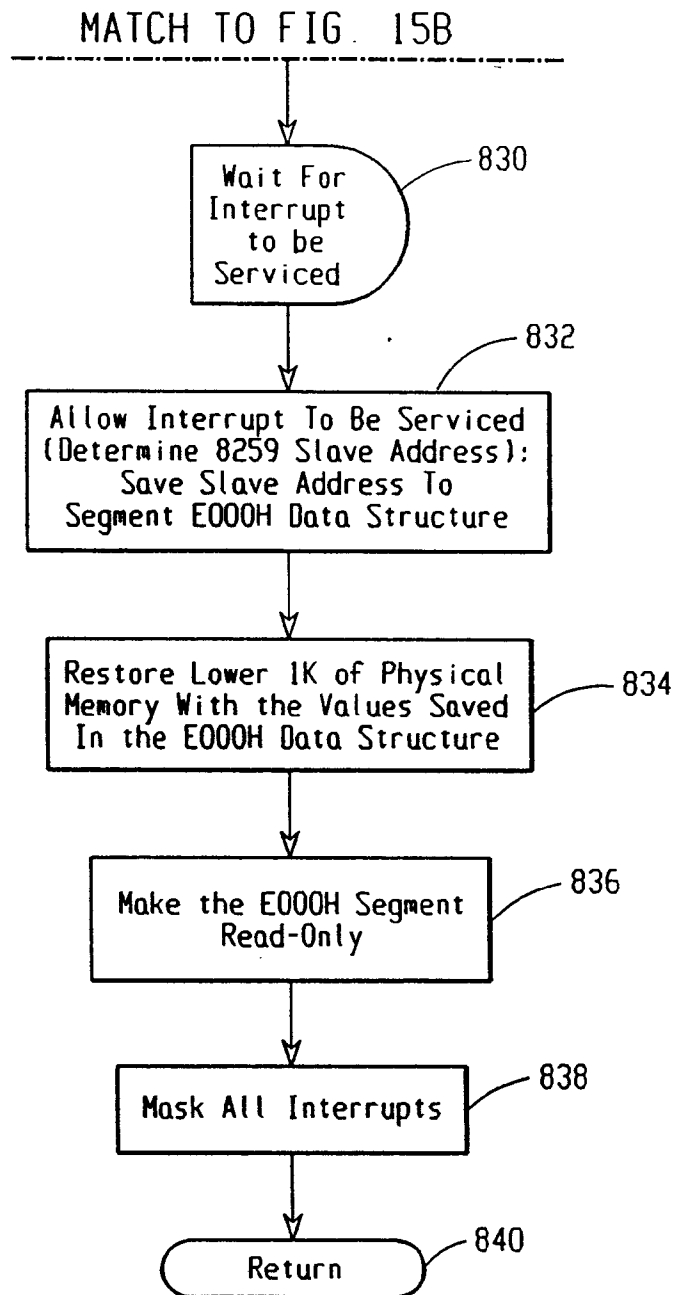 MATCH TO FIG. 15B
Wait For
Interrupt
to be
Serviced
830
832
Allow Interrupt To Be Serviced
(Determine 8259 Slave Address):
Save Slave Address To
Segment E000H Data Structure
Restore Lower 1K of Physical
Memory With the Values Saved
In the E000H Data Structure
834
Make the E000H Segment
Read-Only
836
Mask All Interrupts
838
Return
840